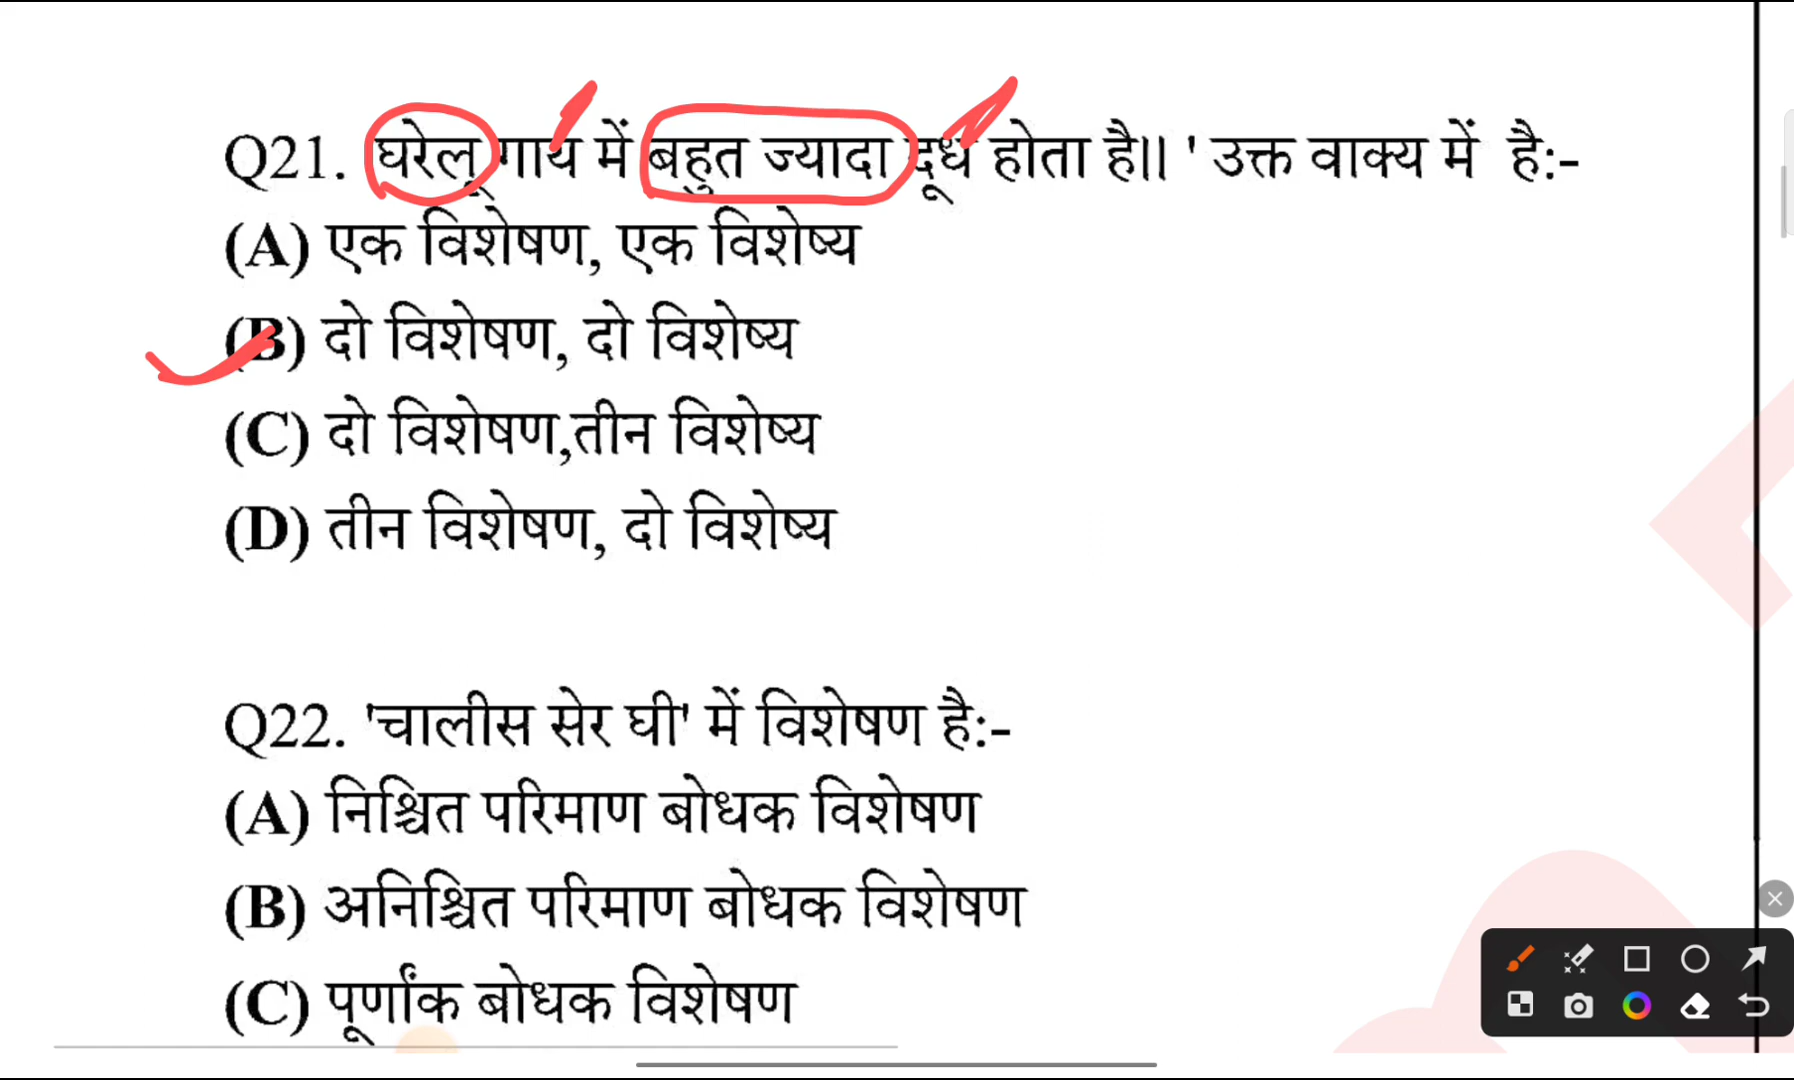 Q21. घरेलू गाय में बहुत ज्यादा दूध होता है।। ' उक्त वाक्य में है:-
(A) एक विशेषण, एक विशेष्य
(B) दो विशेषण, दो विशेष्य
(C) दो विशेषण,तीन विशेष्य
(D) तीन विशेषण, दो विशेष्य
Q22. 'चालीस सेर घी' में विशेषण है:-
(A) निश्चित परिमाण बोधक विशेषण
(B) अनिश्चित परिमाण बोधक विशेषण
(C) पूर्णांक बोधक विशेषण